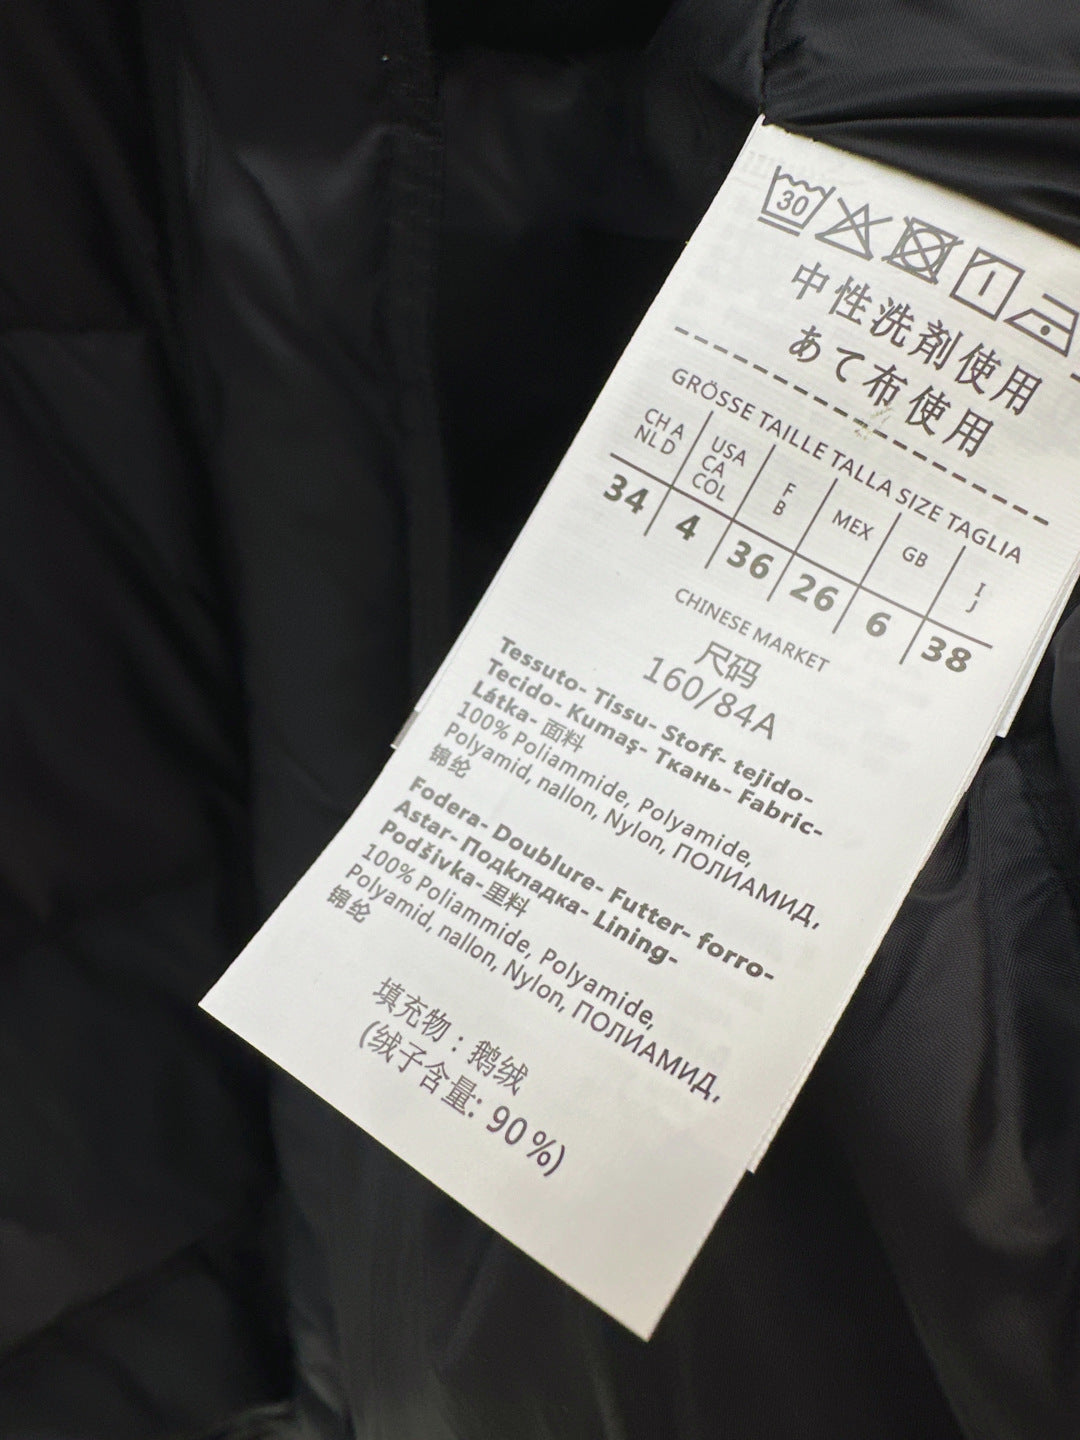 30
中性洗剤使用
あて布使用
GRÖSSE TAILLE TALLA SIZE TAGLIA
CH A NL D
USA CA COL
F B
MEX
GB
I J
34 4 36 26 6 38
CHINESE MARKET
尺码
160/84A
Tessuto- Tissu- Stoff- tejido-
Tecido- Kumaş- Ткань- Fabric-
Látka- 面料
100% Poliammide, Polyamide,
Polyamid, nallon, Nylon, ПОЛИАМИД,
锦纶
Fodera- Doublure- Futter- forro-
Astar- Подкладка- Lining-
Podšívka-里料
100% Poliammide, Polyamide,
Polyamid, nallon, Nylon, ПОЛИАМИД,
锦纶
填充物：鹅绒
(绒子含量: 90%)